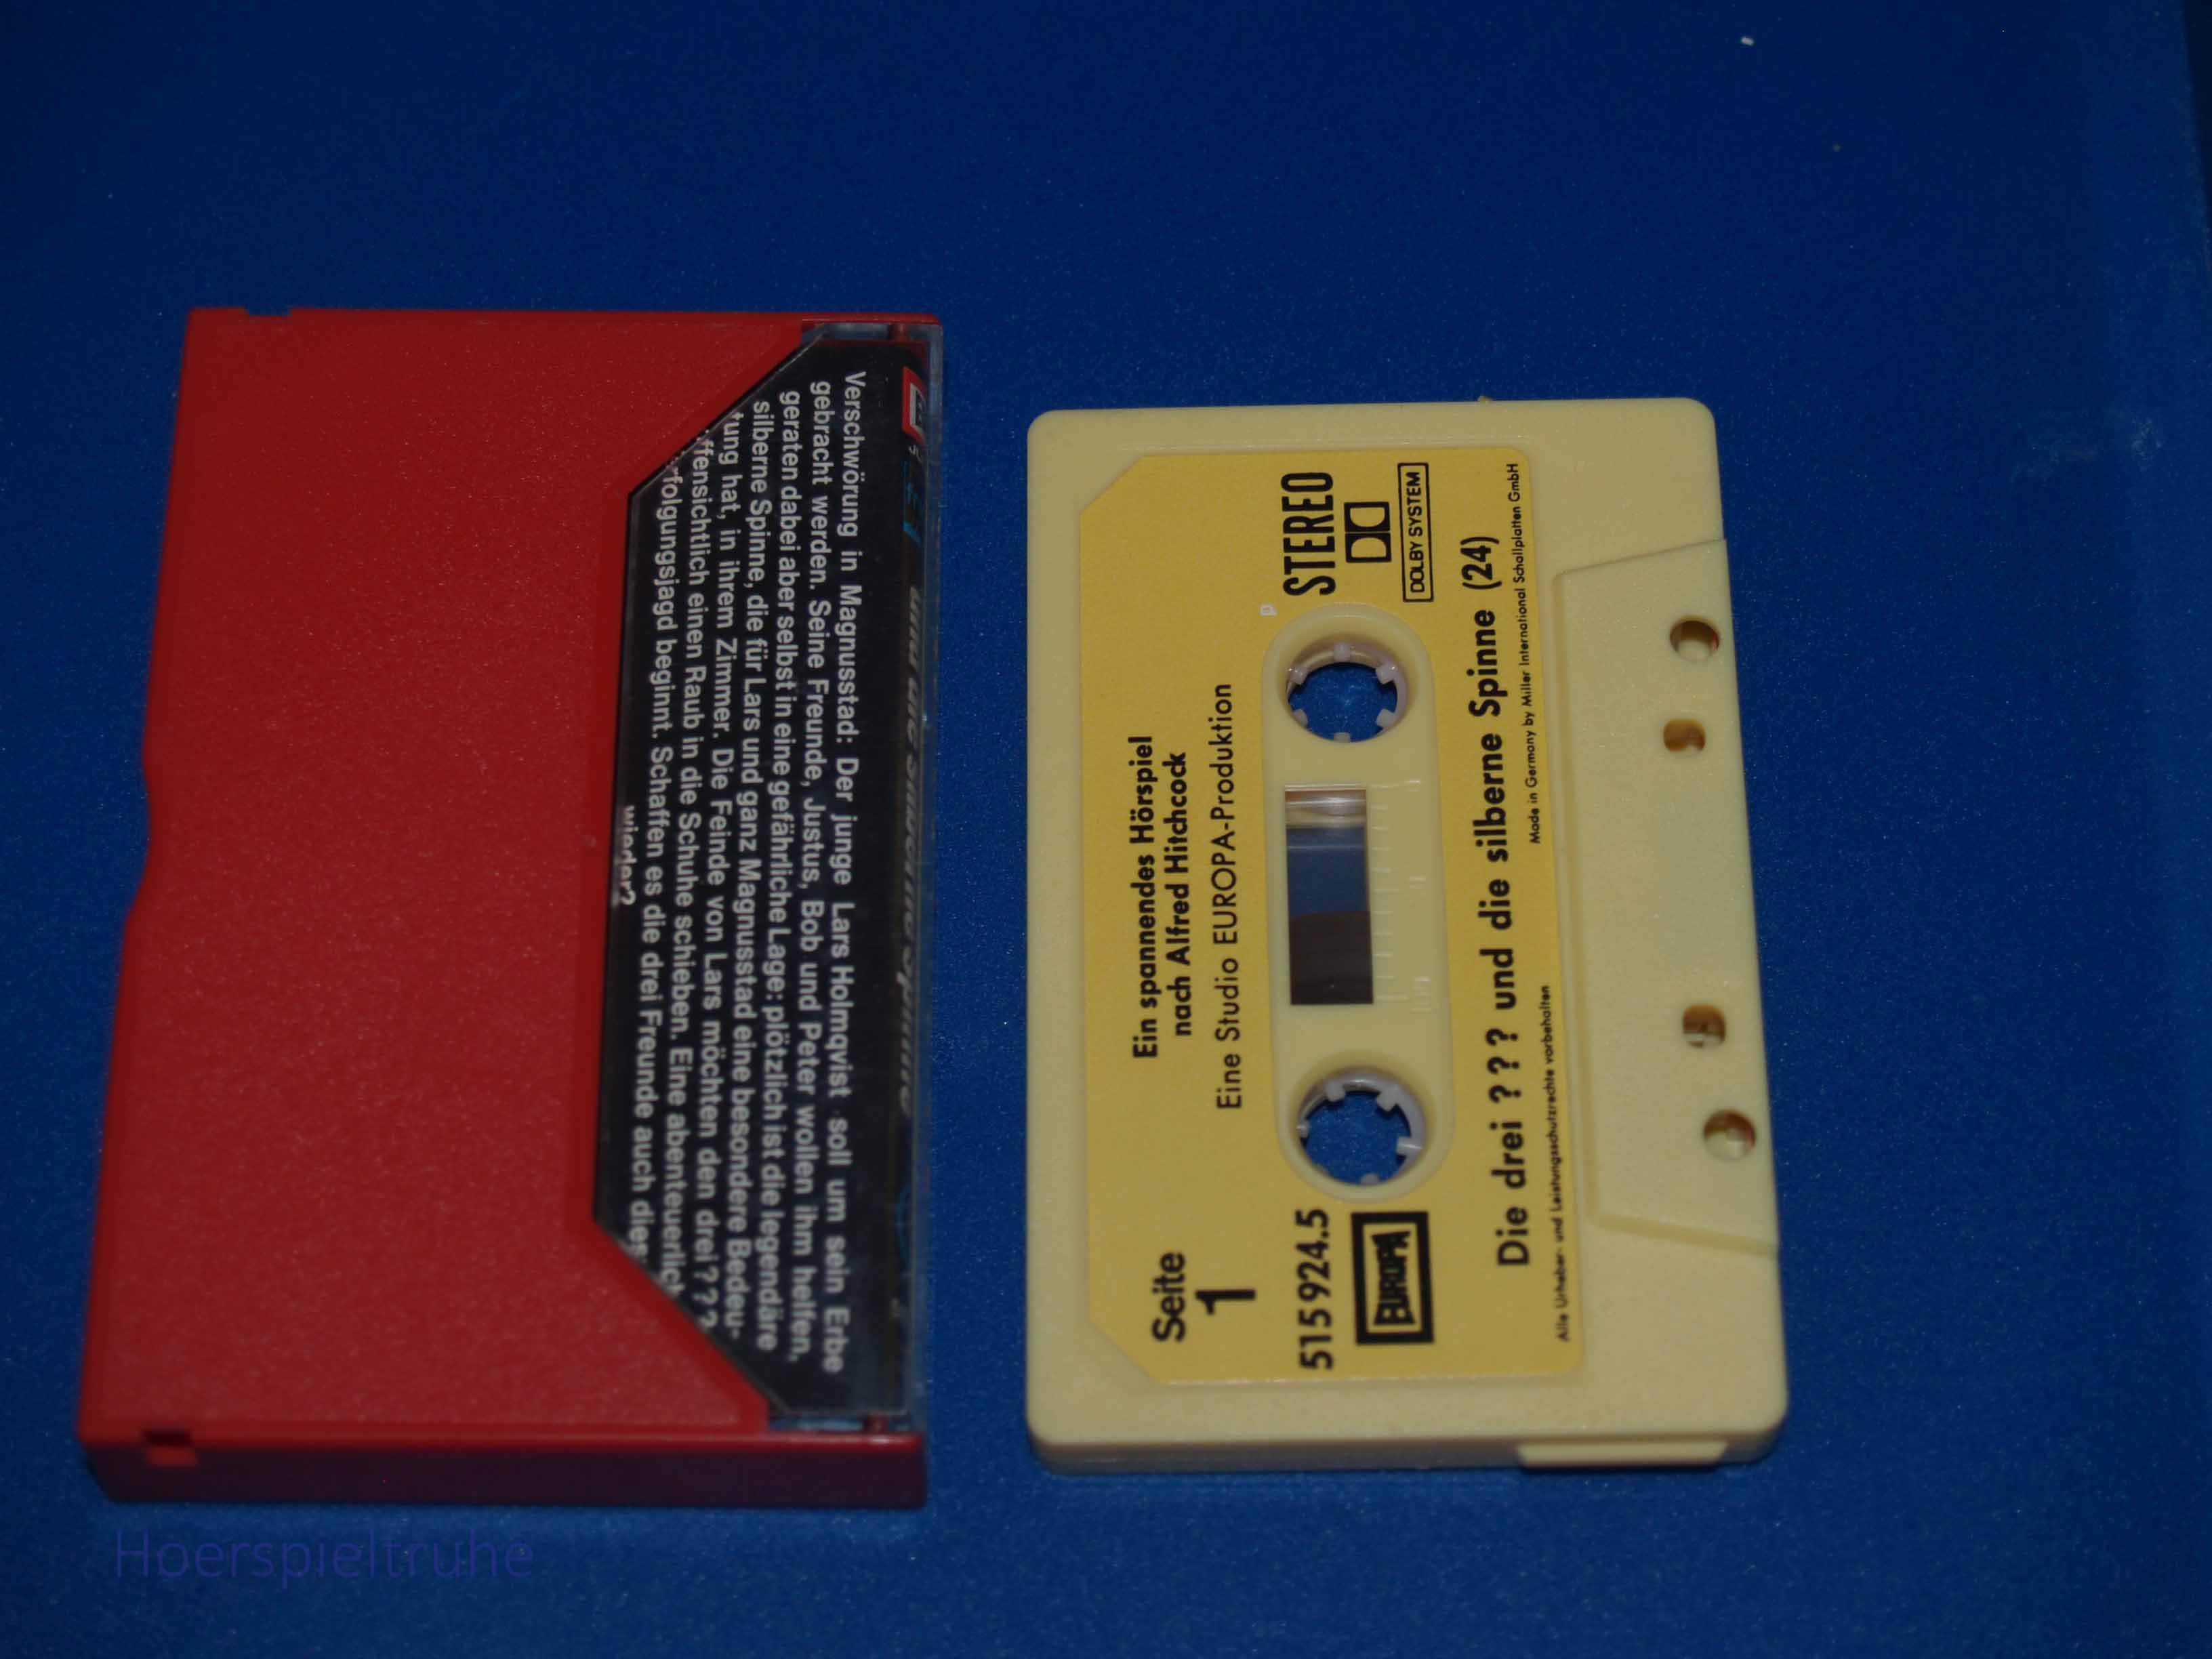 Verschwörung in Magnusstad: Der junge Lars Holmqvist soll um sein Erbe
gebracht werden. Seine Freunde, Justus, Bob und Peter wollen ihm helfen,
geraten dabei aber selbst in eine gefährliche Lage: plötzlich ist die legendäre
silberne Spinne, die für Lars und ganz Magnusstad eine besondere Bedeu-
tung hat, in ihrem Zimmer. Die Feinde von Lars möchten den drei ? ? ?
ffensichtlich einen Raub in die Schuhe schieben. Eine abenteuerlich
rfolgungsjagd beginnt. Schaffen es die drei Freunde auch dies
wieder?
Ein spannendes Hörspiel
nach Alfred Hitchcock
Eine Studio EUROPA-Produktion
Seite
1
STEREO
DOLBY SYSTEM
515 924.5
EUROPA
Die drei ? ? ? und die silberne Spinne (24)
Alle Urheber- und Leistungsschutzrechte vorbehalten
Made in Germany by Miller International Schallplatten GmbH
Hoerspieltruhe